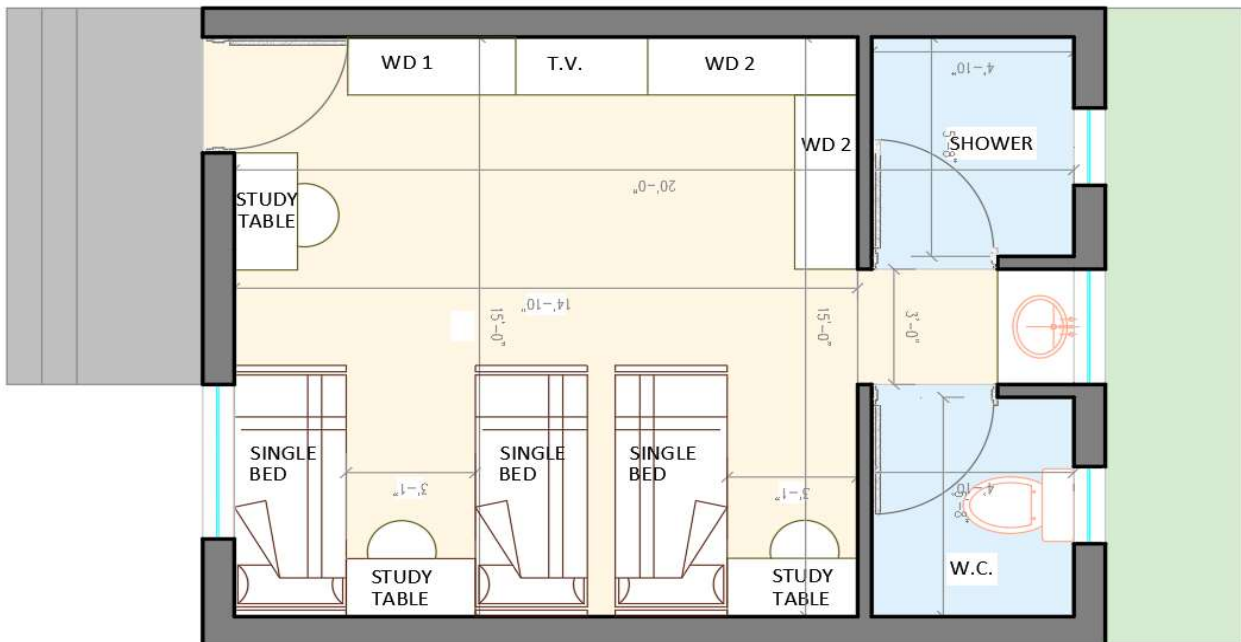 WD 1
T.V.
WD 2
4'-10"
5'-8"
SHOWER
WD 2
20'-0"
STUDY
TABLE
14'-10"
15'-0"
15'-0"
3'-0"
SINGLE
BED
SINGLE
BED
SINGLE
BED
3'-1"
3'-1"
4'-10"
5'-8"
STUDY
TABLE
STUDY
TABLE
W.C.